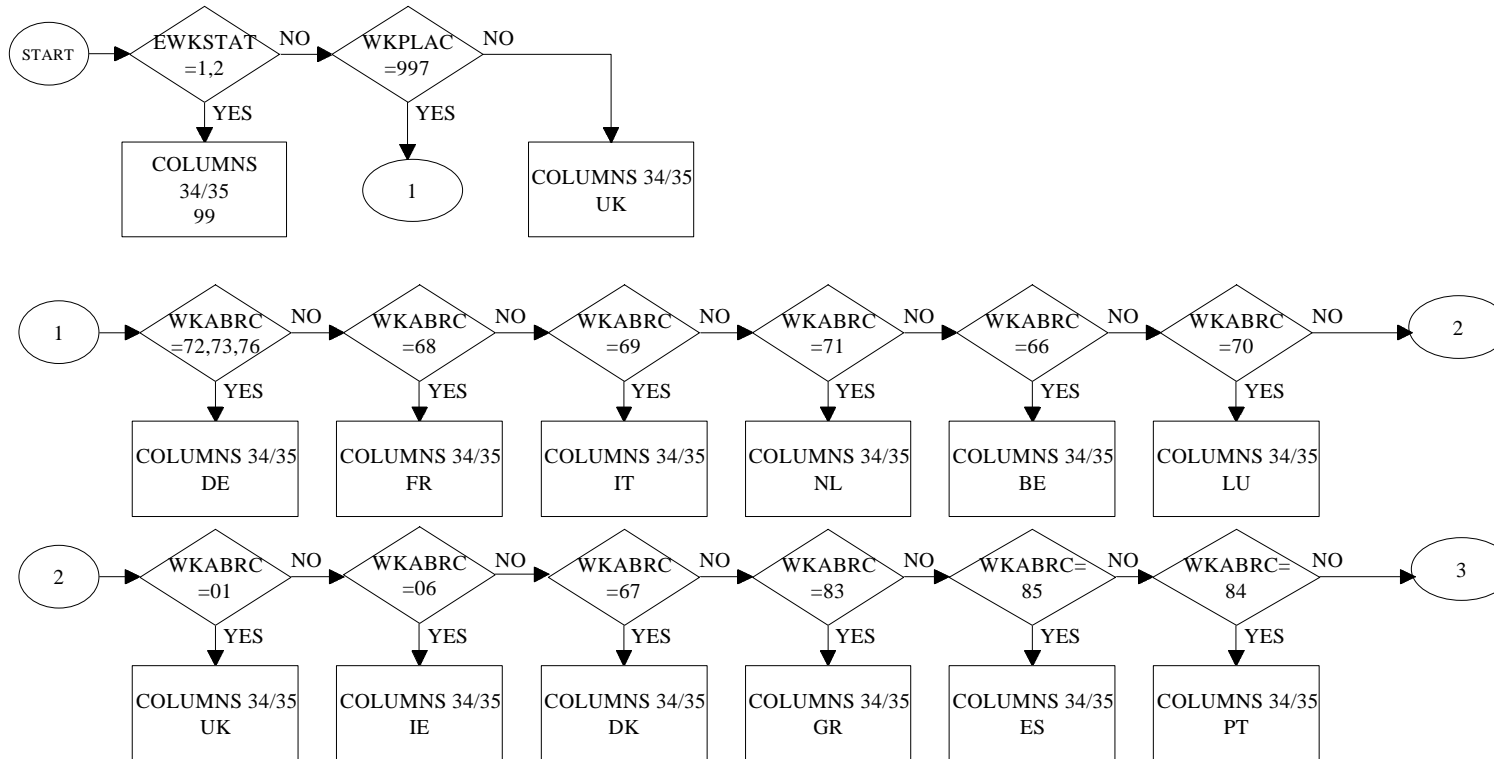 START
EWKSTAT
=1,2
NO
WKPLAC
=997
NO
YES
YES
COLUMNS
34/35
99
1
COLUMNS 34/35
UK
1
WKABRC
=72,73,76
NO
WKABRC
=68
NO
WKABRC
=69
NO
WKABRC
=71
NO
WKABRC
=66
NO
WKABRC
=70
NO
2
YES
YES
YES
YES
YES
YES
COLUMNS 34/35
DE
COLUMNS 34/35
FR
COLUMNS 34/35
IT
COLUMNS 34/35
NL
COLUMNS 34/35
BE
COLUMNS 34/35
LU
2
WKABRC
=01
NO
WKABRC
=06
NO
WKABRC
=67
NO
WKABRC
=83
NO
WKABRC=
85
NO
WKABRC=
84
NO
3
YES
YES
YES
YES
YES
YES
COLUMNS 34/35
UK
COLUMNS 34/35
IE
COLUMNS 34/35
DK
COLUMNS 34/35
GR
COLUMNS 34/35
ES
COLUMNS 34/35
PT